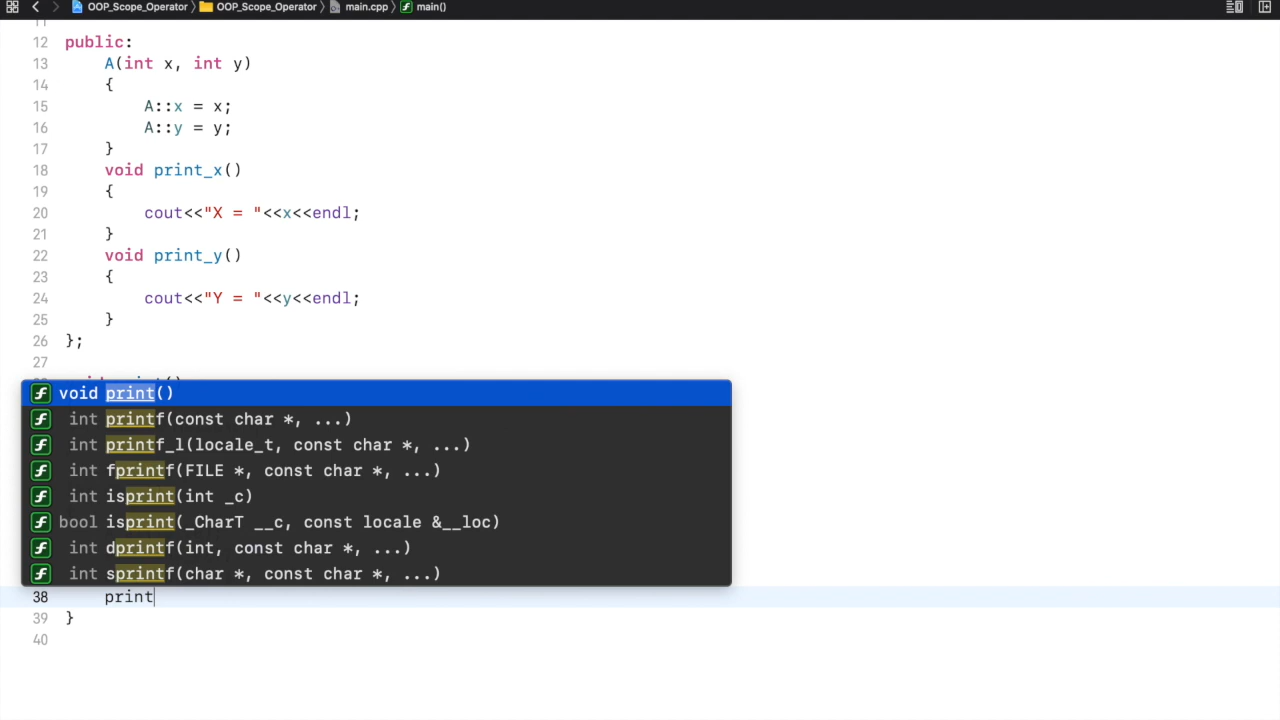 OOP_Scope_Operator OOP_Scope_Operator main.cpp main()
11
12 public:
13 A(int x, int y)
14 {
15 A::x = x;
16 A::y = y;
17 }
18 void print_x()
19 {
20 cout<<"X = "<<x<<endl;
21 }
22 void print_y()
23 {
24 cout<<"Y = "<<y<<endl;
25 }
26 };
27
void print()
int printf(const char *, ...)
int printf_l(locale_t, const char *, ...)
int fprintf(FILE *, const char *, ...)
int isprint(int _c)
bool isprint(_CharT __c, const locale &__loc)
int dprintf(int, const char *, ...)
int sprintf(char *, const char *, ...)
38 print
39 }
40